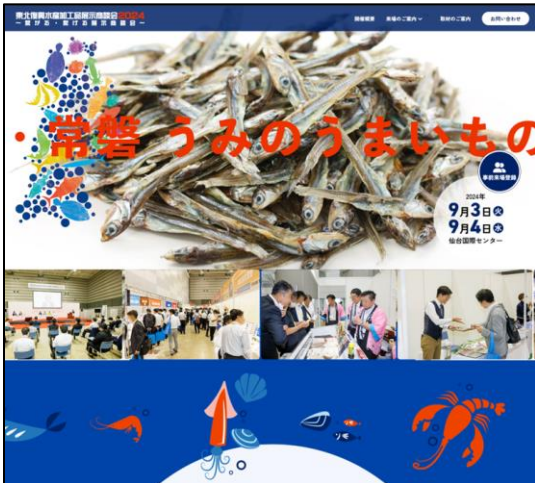 東北復興水産加工品展示商談会2024
開催概要
来場のご案内
取材のご案内
お問い合わせ
・常磐 うみのうまいもの
事前来場登録
2024年
9月3日 火
9月4日 水
仙台国際センター